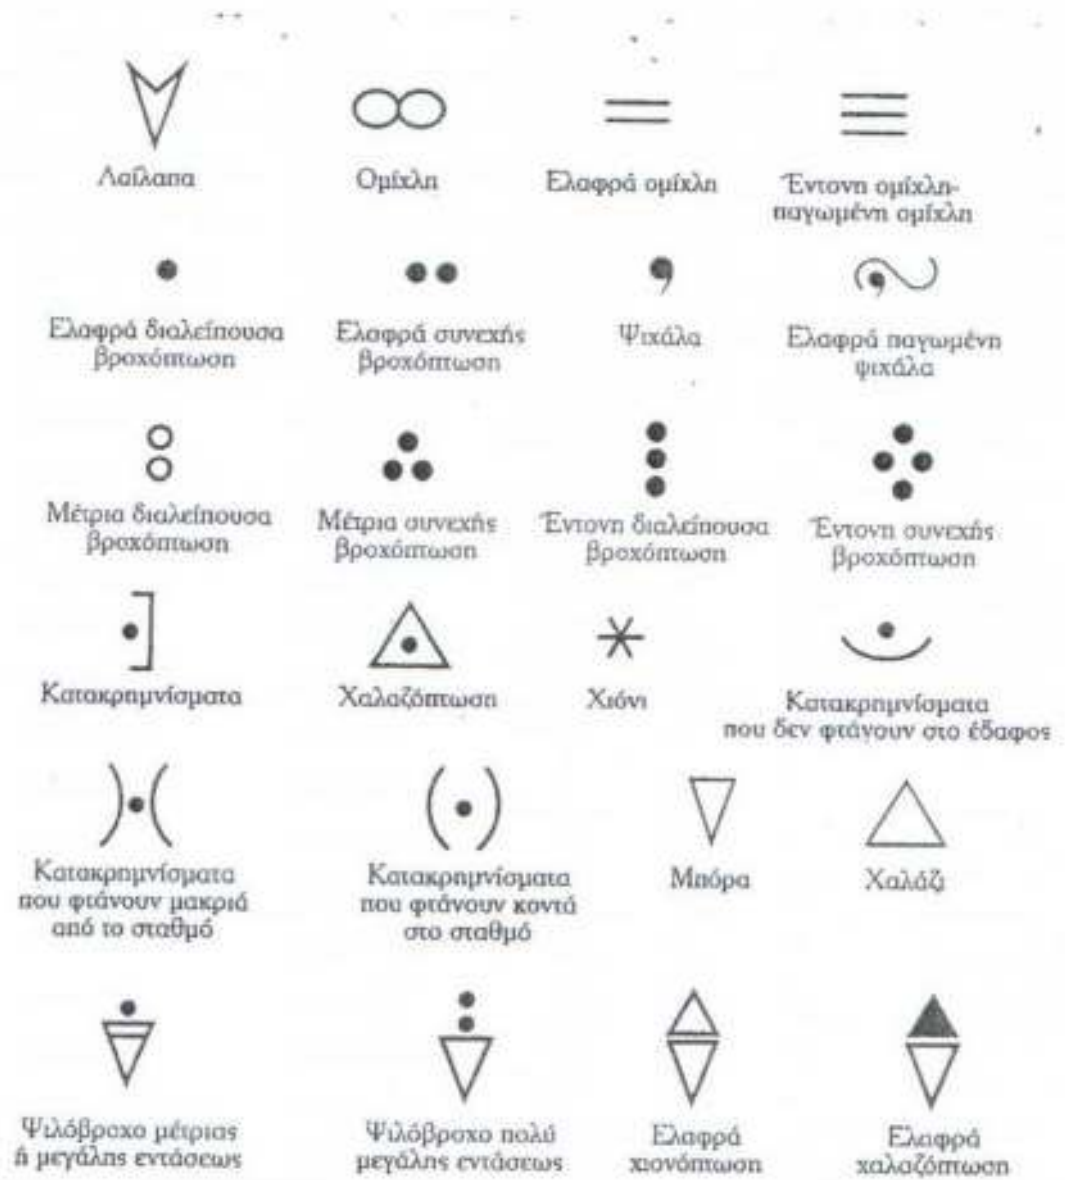 Λαίλαπα
Ομίχλη
Ελαφρά ομίχλη
Έντονη ομίχλη-
παγωμένη ομίχλη
Ελαφρά διαλείπουσα
βροχόπτωση
Ελαφρά συνεχής
βροχόπτωση
Ψιχάλα
Ελαφρά παγωμένη
ψιχάλα
Μέτρια διαλείπουσα
βροχόπτωση
Μέτρια συνεχής
βροχόπτωση
Έντονη διαλείπουσα
βροχόπτωση
Έντονη συνεχής
βροχόπτωση
Κατακρημνίσματα
Χαλαζόπτωση
Χιόνι
Κατακρημνίσματα
που δεν φτάνουν στο έδαφος
Κατακρημνίσματα
που φτάνουν μακριά
από το σταθμό
Κατακρημνίσματα
που φτάνουν κοντά
στο σταθμό
Μπόρα
Χαλάζι
Ψιλόβροχο μέτριας
ή μεγάλης εντάσεως
Ψιλόβροχο πολύ
μεγάλης εντάσεως
Ελαφρά
χιονόπτωση
Ελαφρά
χαλαζόπτωση